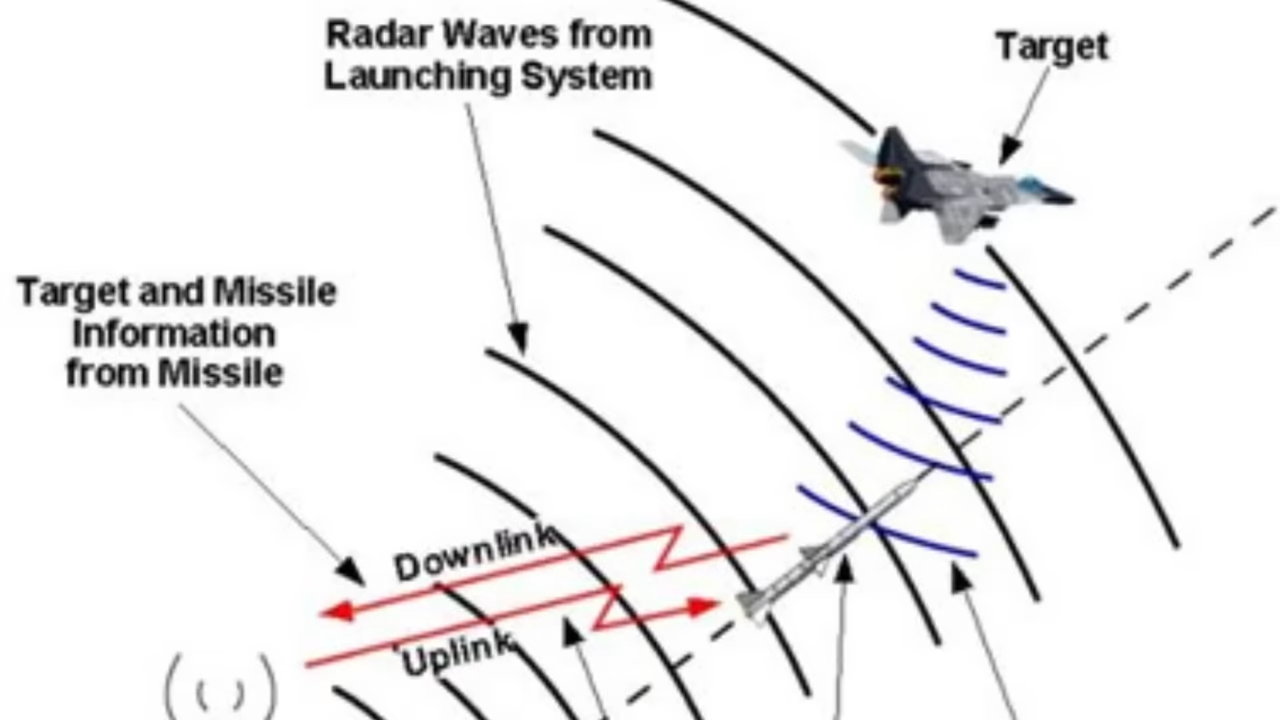 Radar Waves from
Launching System
Target
Target and Missile
Information
from Missile
Downlink
Uplink